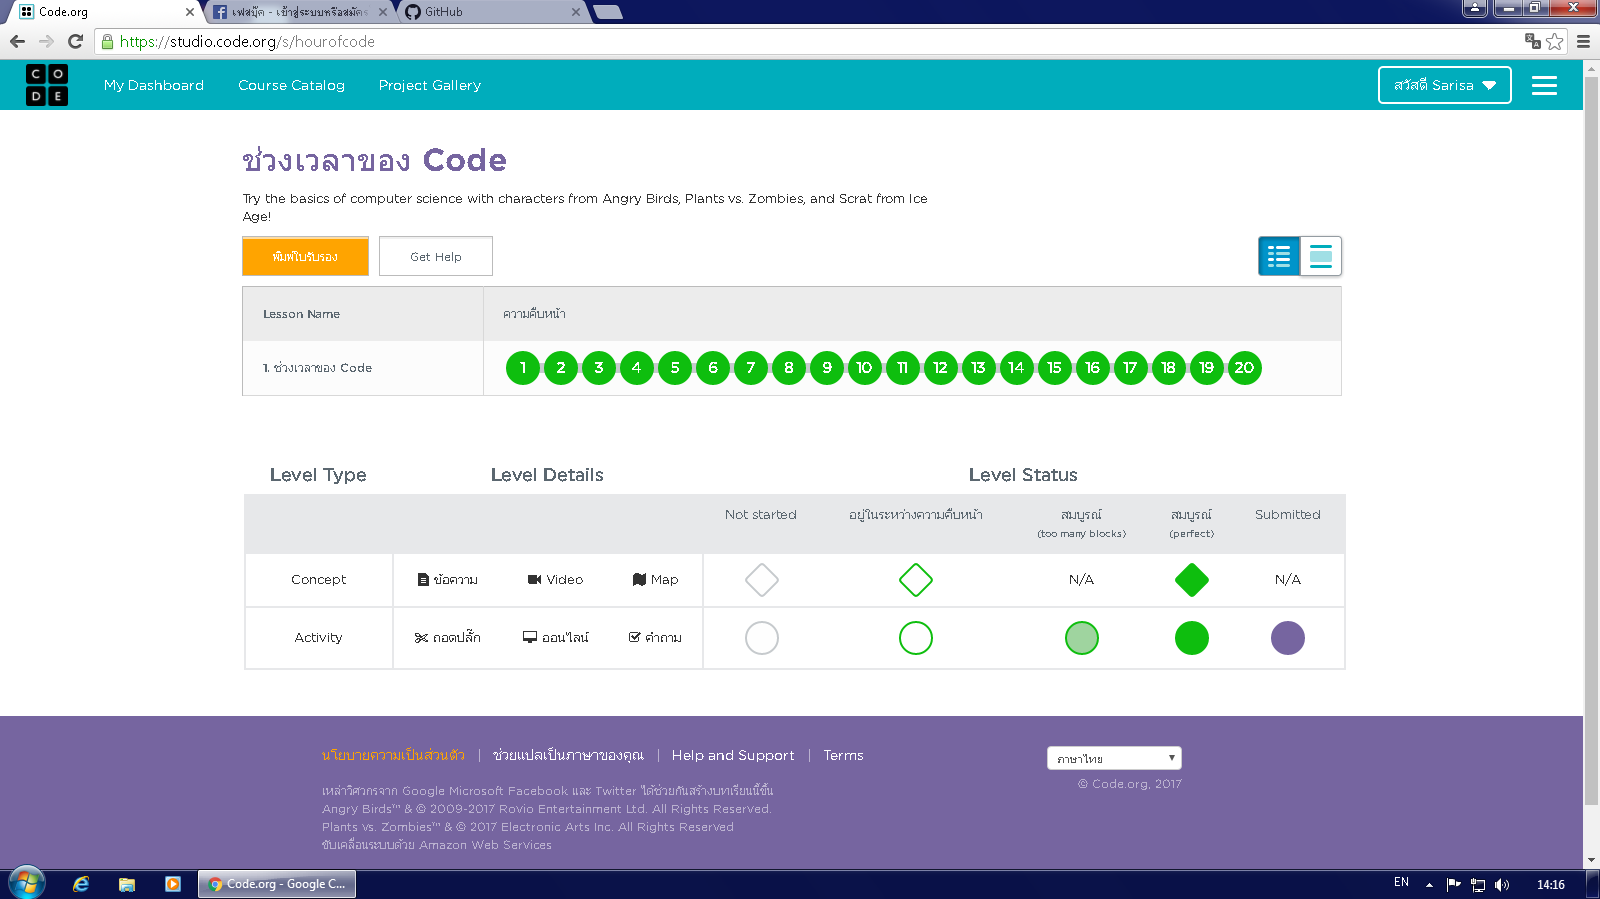 Code.org
เฟสบุ๊ค - เข้าสู่ระบบหรือสมัคร
GitHub
https://studio.code.org/s/hourofcode
C O D E
My Dashboard
Course Catalog
Project Gallery
สวัสดี Sarisa
ช่วงเวลาของ Code
Try the basics of computer science with characters from Angry Birds, Plants vs. Zombies, and Scrat from Ice
Age!
พิมพ์ใบรับรอง
Get Help
Lesson Name
ความคืบหน้า
1. ช่วงเวลาของ Code
1 2 3 4 5 6 7 8 9 10 11 12 13 14 15 16 17 18 19 20
Level Type
Level Details
Level Status
Not started
อยู่ในระหว่างความคืบหน้า
สมบูรณ์
(too many blocks)
สมบูรณ์
(perfect)
Submitted
Concept
ข้อความ
Video
Map
N/A
N/A
Activity
ถอดปลั๊ก
ออนไลน์
คำถาม
นโยบายความเป็นส่วนตัว | ช่วยแปลเป็นภาษาของคุณ | Help and Support | Terms
ภาษาไทย
© Code.org, 2017
เหล่าวิศวกรจาก Google Microsoft Facebook และ Twitter ได้ช่วยกันสร้างบทเรียนนี้ขึ้น
Angry Birds™ & © 2009-2017 Rovio Entertainment Ltd. All Rights Reserved.
Plants vs. Zombies™ & © 2017 Electronic Arts Inc. All Rights Reserved
ขับเคลื่อนระบบด้วย Amazon Web Services
Code.org - Google C...
EN
14:16